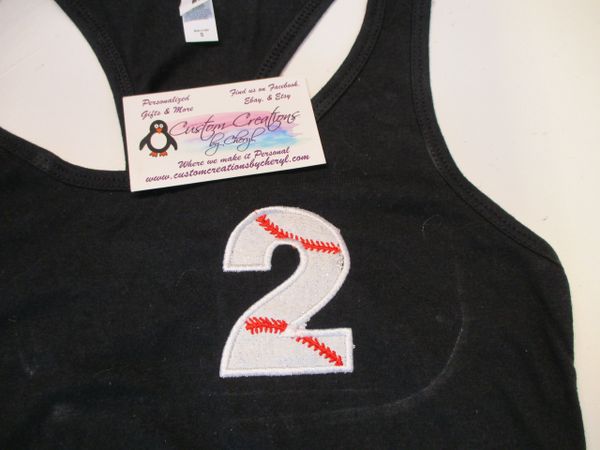 S
Personalized
Gifts & More
Find us on Facebook,
Ebay, & Etsy
Custom Creations
by Cheryl
Where we make it Personal
www.customcreationsbycheryl.com
2